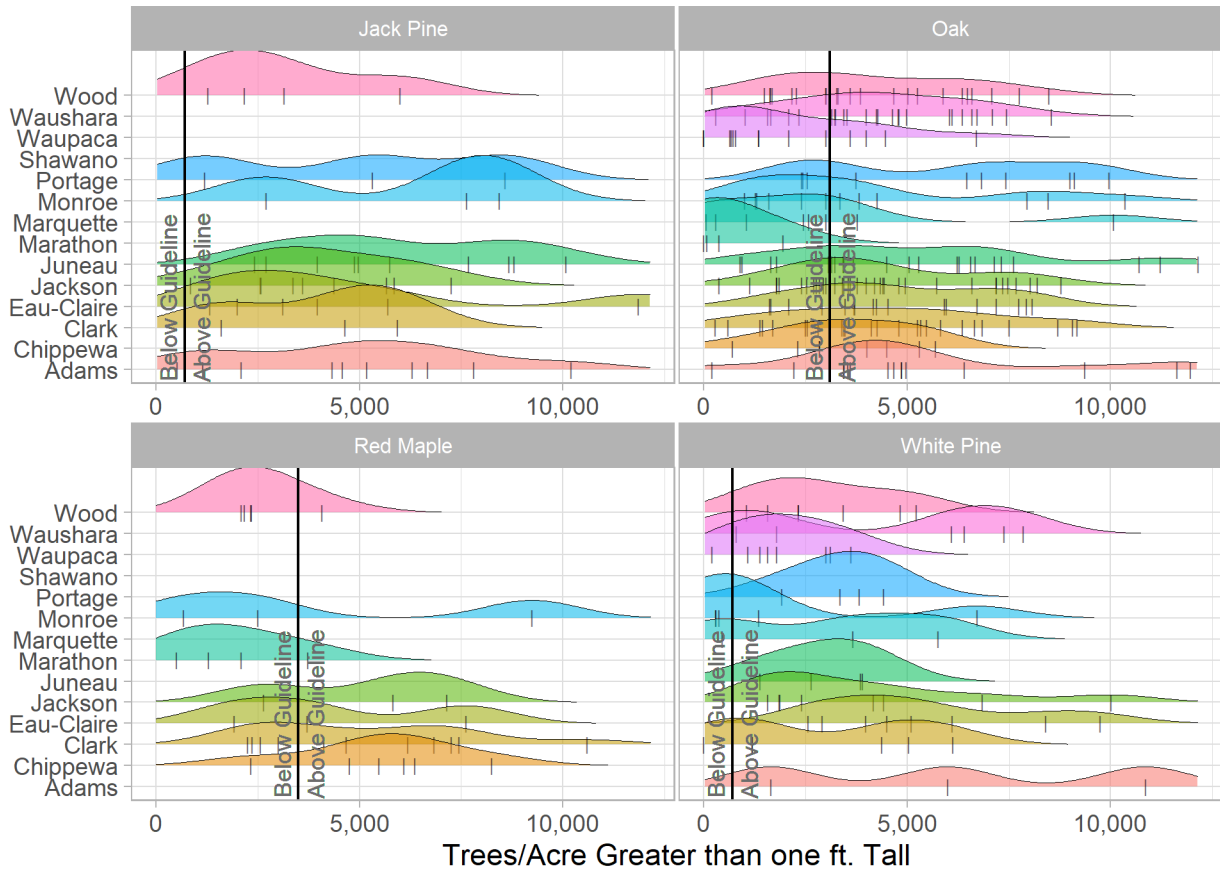 Jack Pine
Oak
Wood
Waushara
Waupaca
Shawano
Portage
Monroe
Marquette
Marathon
Juneau
Jackson
Eau-Claire
Clark
Chippewa
Adams
Below Guideline
Above Guideline
Below Guideline
Above Guideline
0 5,000 10,000
0 5,000 10,000
Red Maple
White Pine
Wood
Waushara
Waupaca
Shawano
Portage
Monroe
Marquette
Marathon
Juneau
Jackson
Eau-Claire
Clark
Chippewa
Adams
Below Guideline
Above Guideline
Below Guideline
Above Guideline
0 5,000 10,000
0 5,000 10,000
Trees/Acre Greater than one ft. Tall